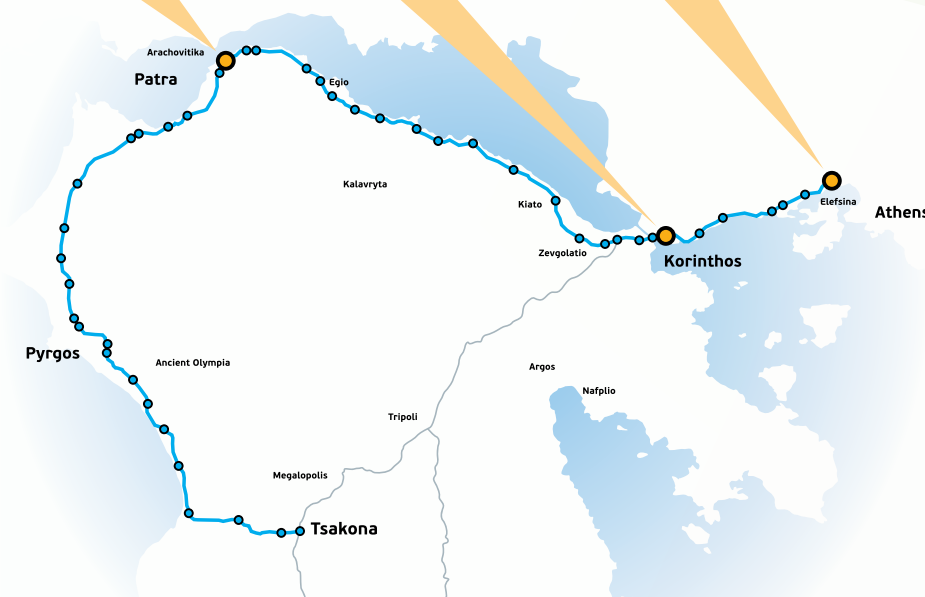 Arachovitika
Patra
Egio
Kalavryta
Kiato
Elefsina
Athens
Zevgolatio
Korinthos
Pyrgos
Ancient Olympia
Argos
Nafplio
Tripoli
Megalopolis
Tsakona